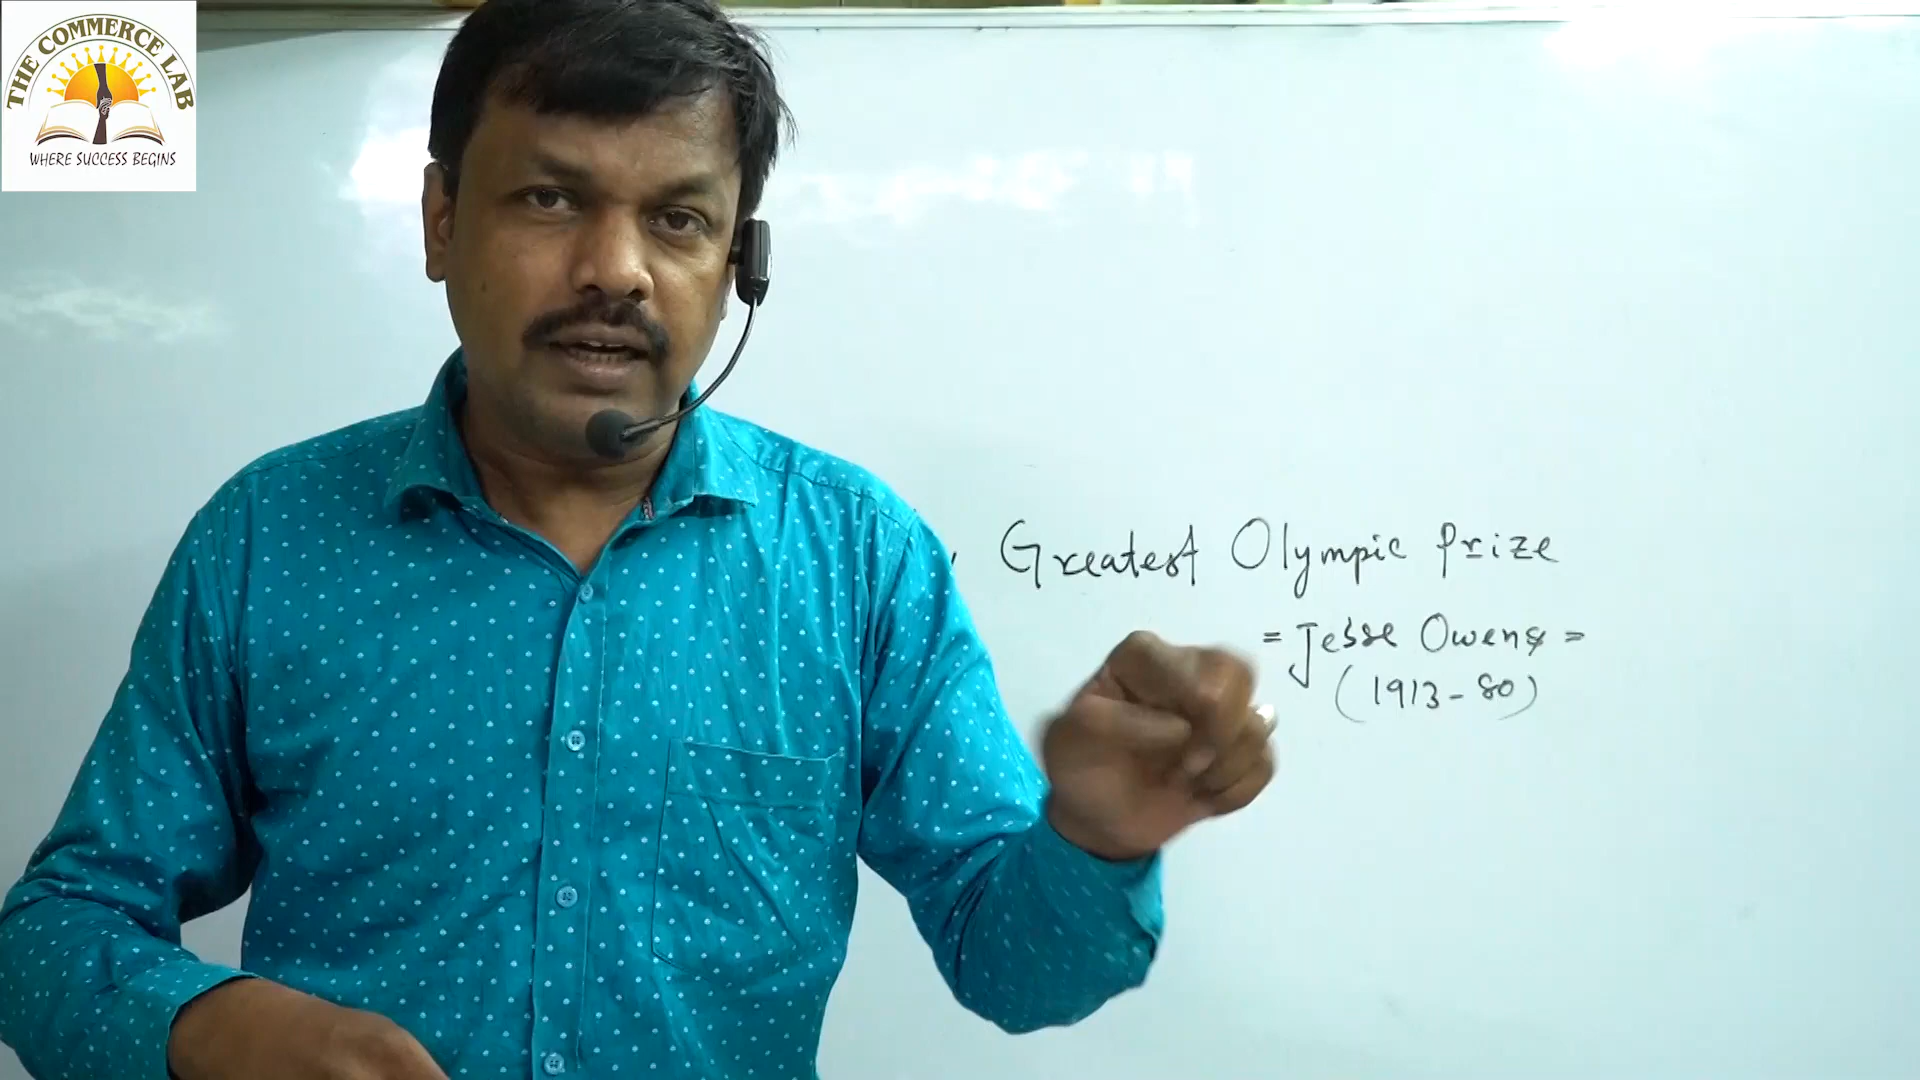 THE COMMERCE LAB
WHERE SUCCESS BEGINS
Greatest Olympic Prize
= Jesse Owens =
(1913-80)